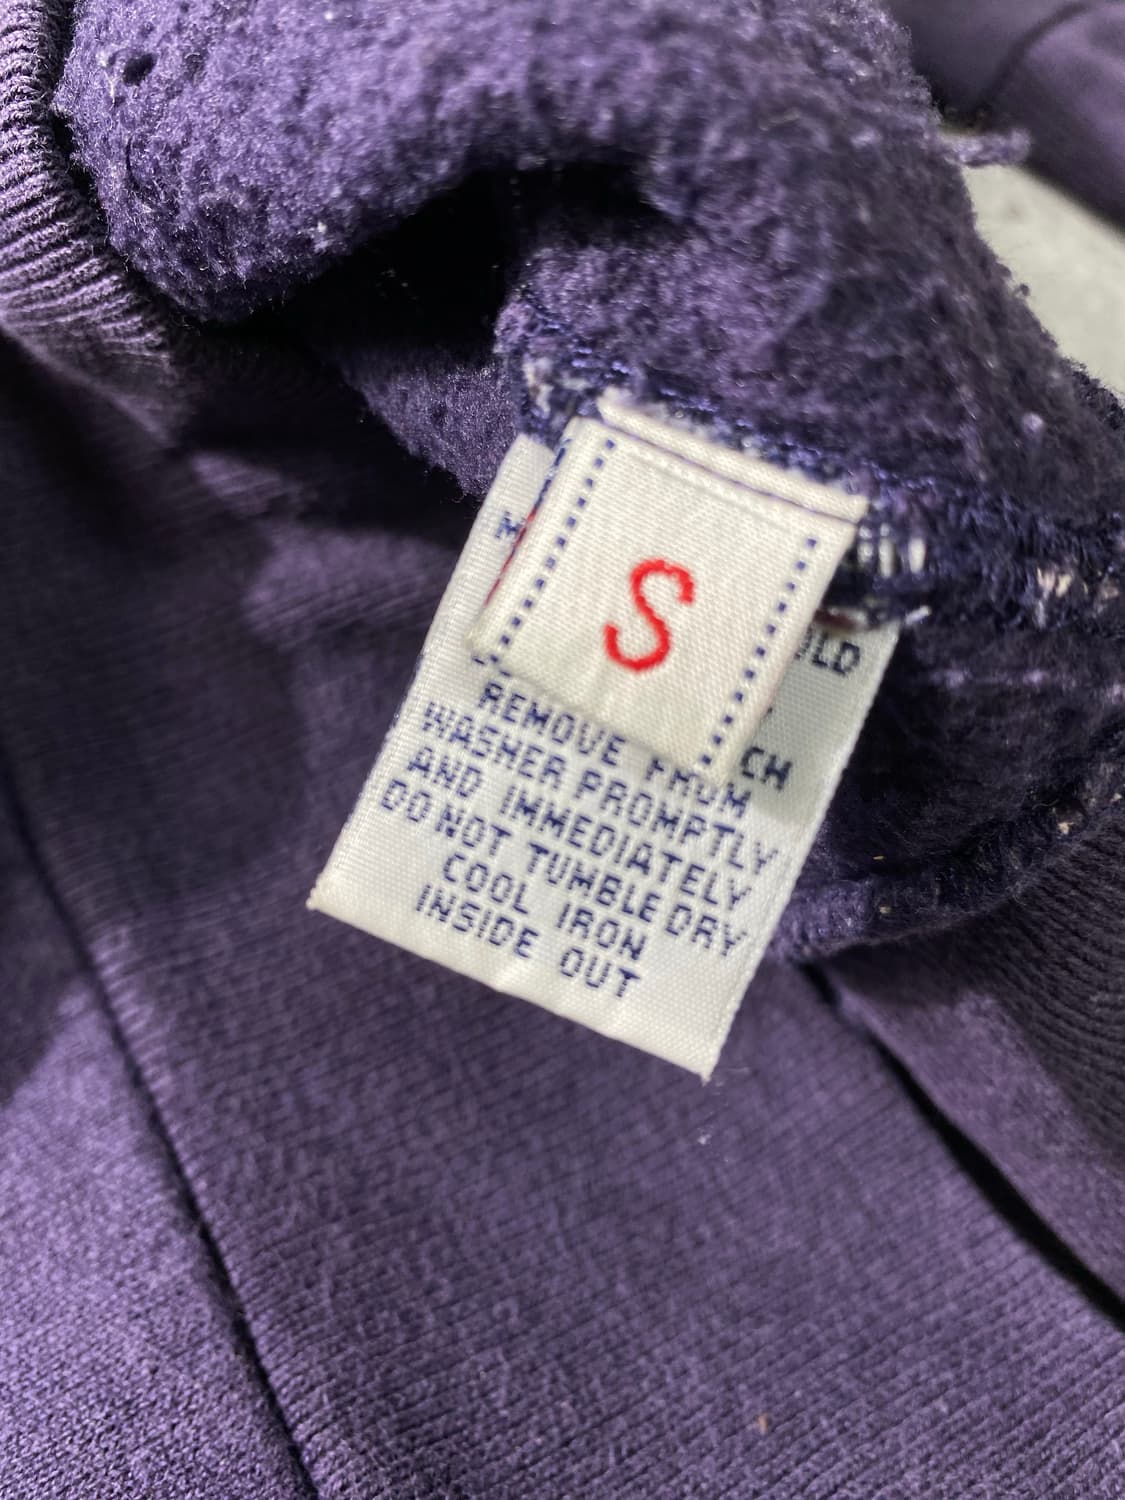 S
REMOVE FROM
WASHER PROMPTLY
AND IMMEDIATELY
DO NOT TUMBLE DRY
COOL IRON
INSIDE OUT